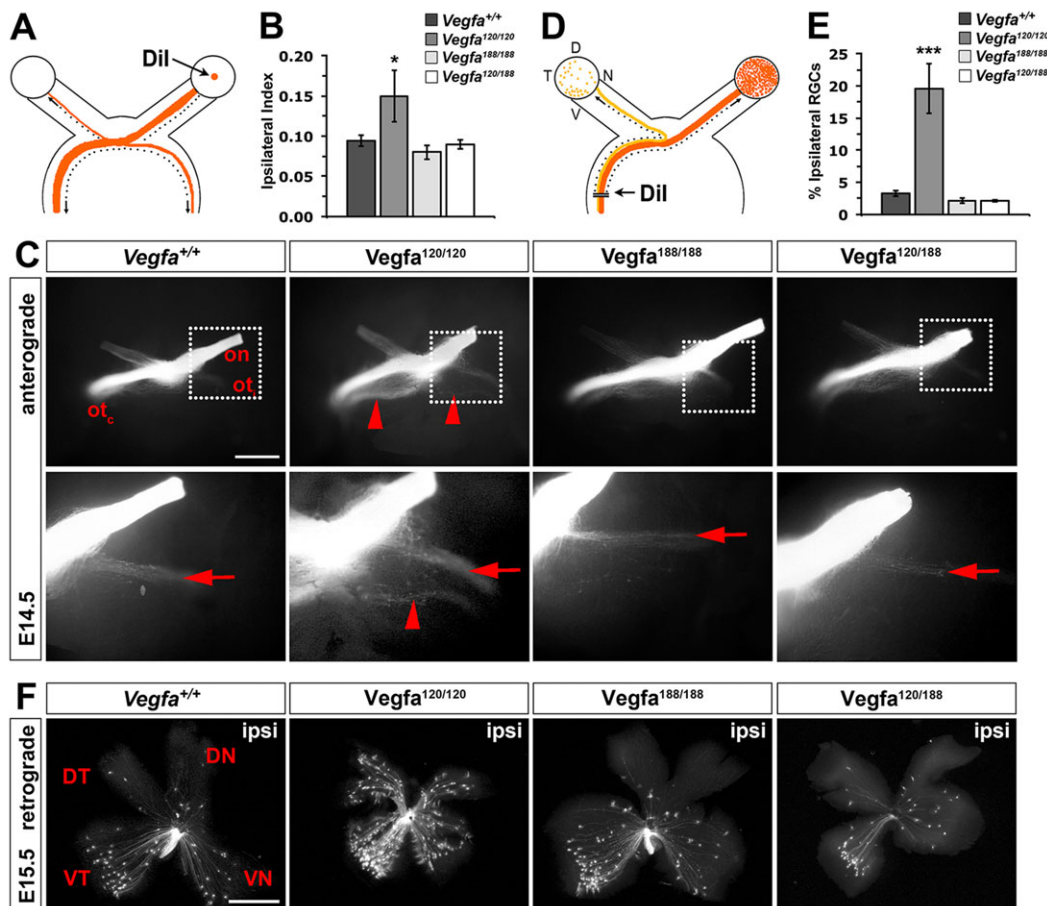 A
DiI
B
Ipsilateral Index
0.20
0.15
0.10
0.05
0.00
*
Vegfa+/+
Vegfa120/120
Vegfa188/188
Vegfa120/188
D
D
T
N
V
DiI
E
% Ipsilateral RGCs
25
20
15
10
5
0
***
Vegfa+/+
Vegfa120/120
Vegfa188/188
Vegfa120/188
C
Vegfa+/+
Vegfa120/120
Vegfa188/188
Vegfa120/188
anterograde
E14.5
on
oti
otc
F
Vegfa+/+
Vegfa120/120
Vegfa188/188
Vegfa120/188
retrograde
E15.5
ipsi
DN
DT
VT
VN
ipsi
ipsi
ipsi